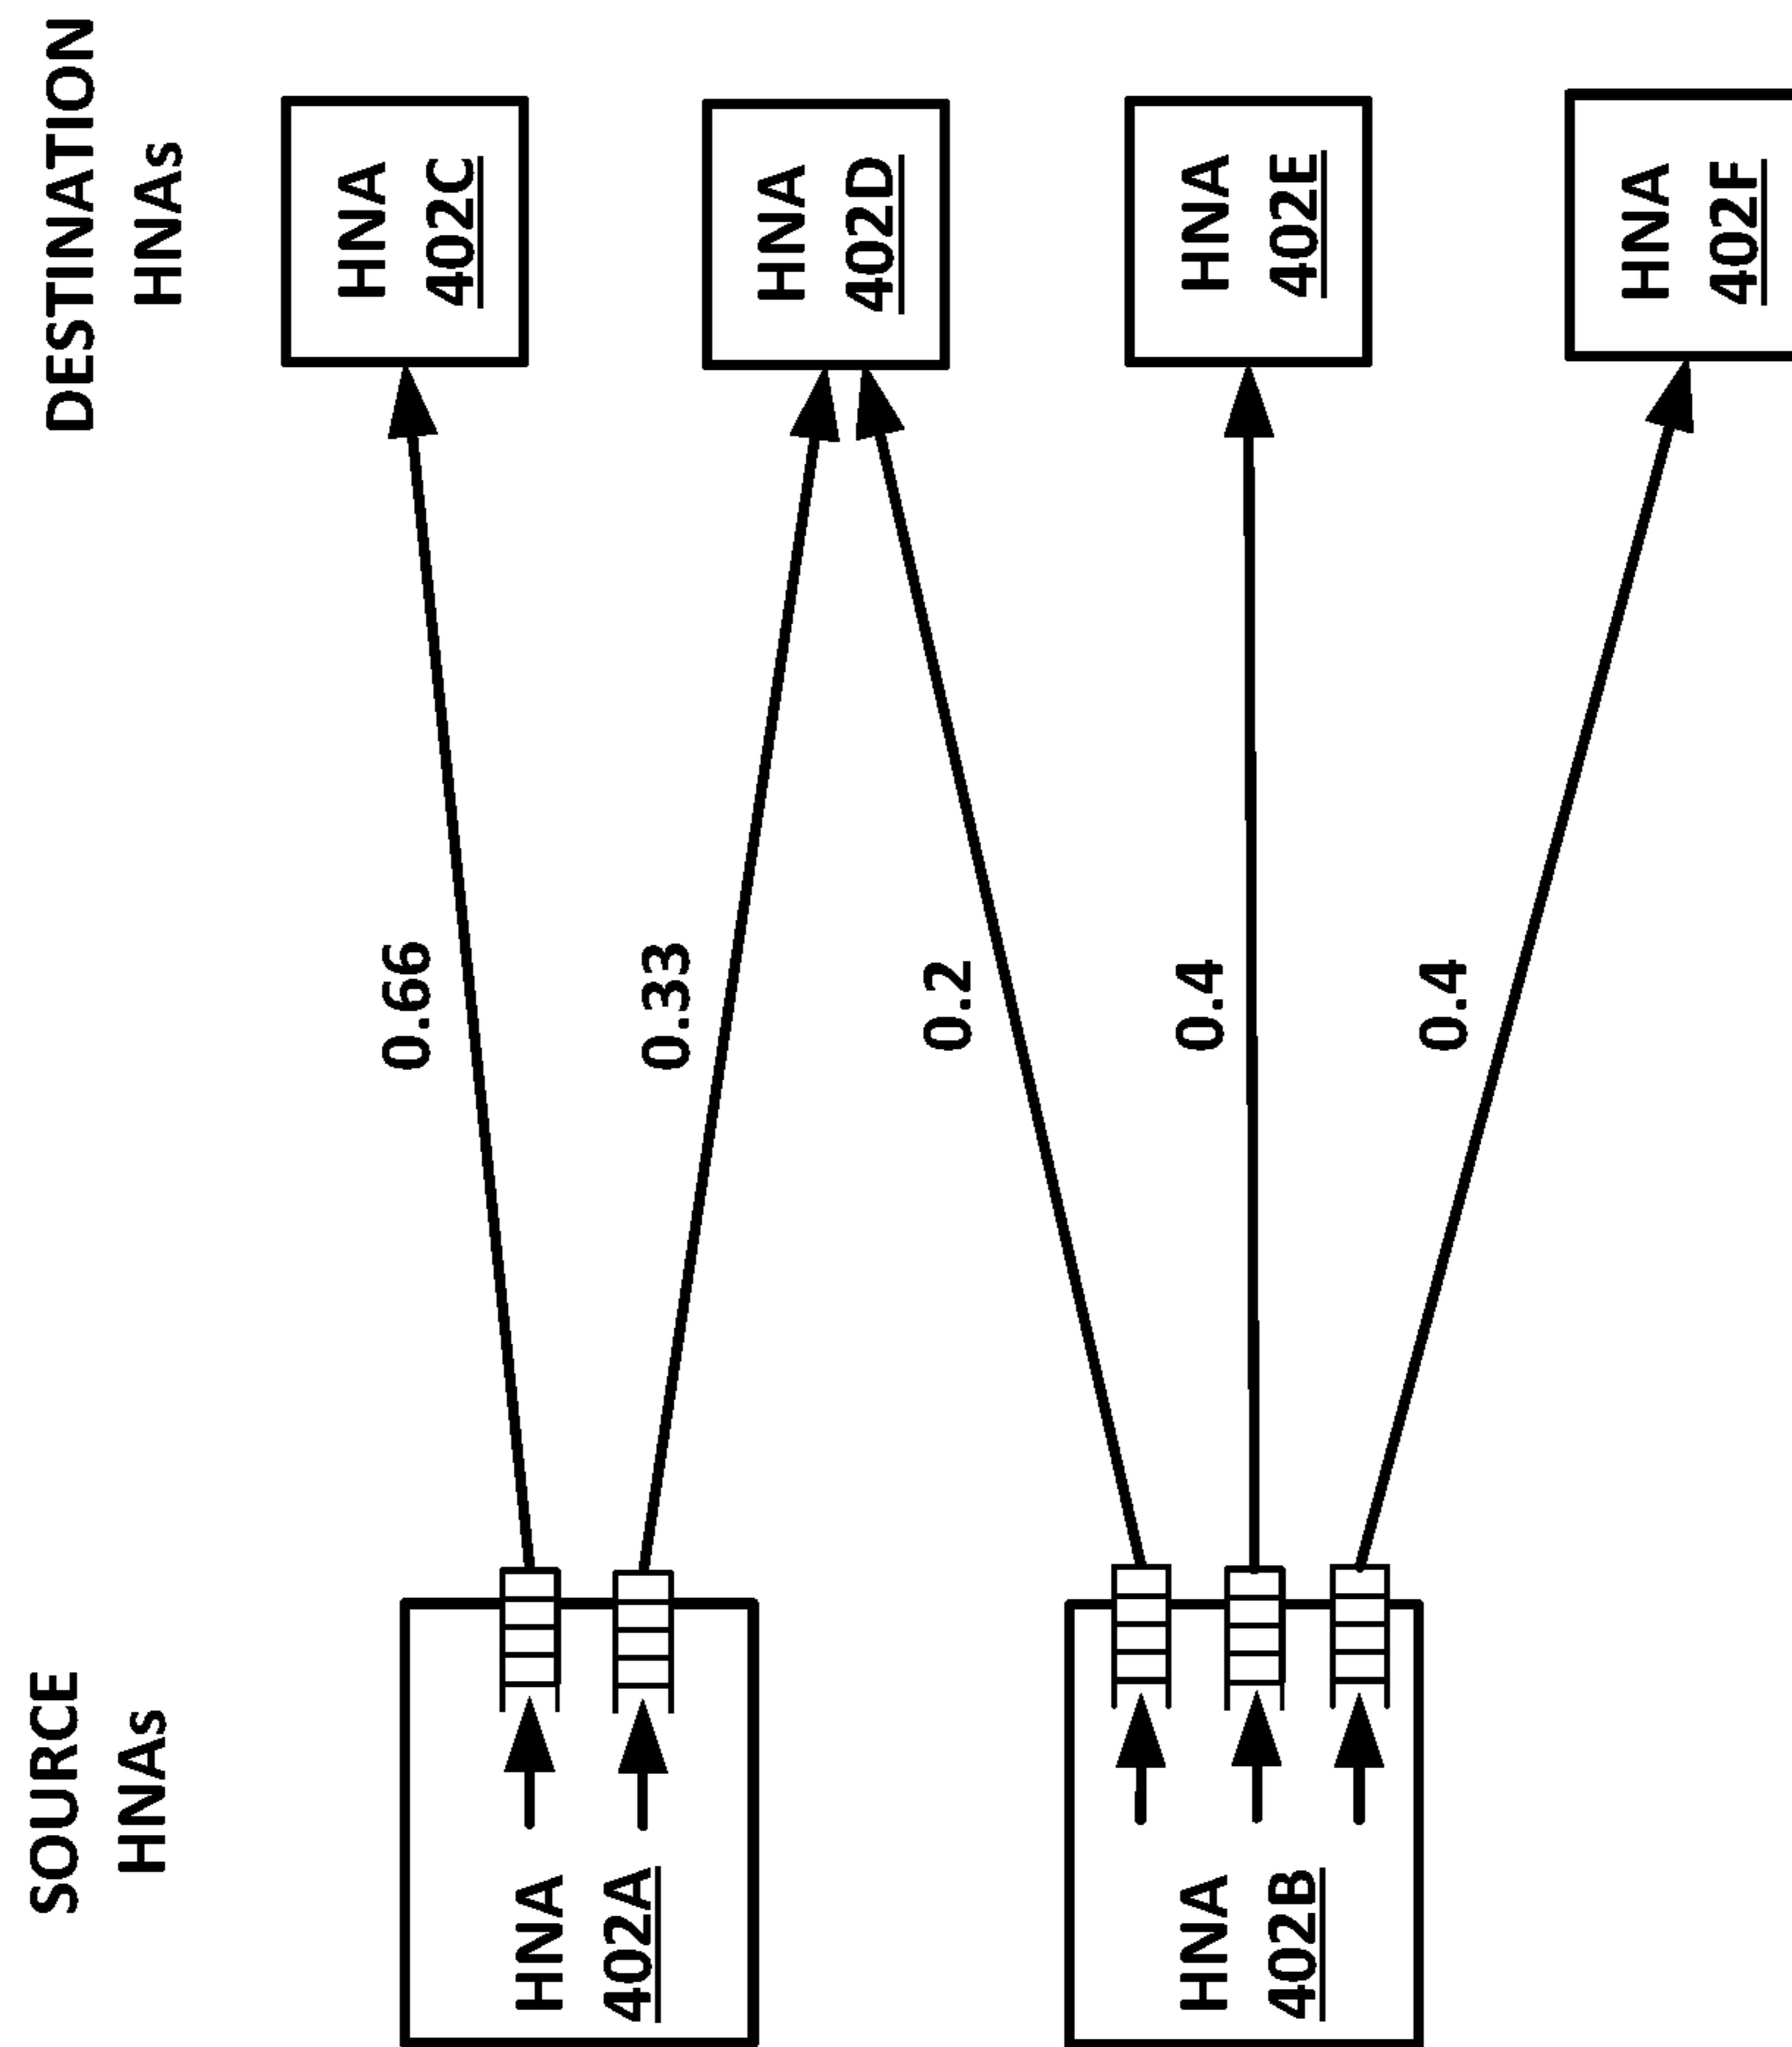 SOURCE
HNAs
DESTINATION
HNAs
HNA
402A
0.66
HNA
402C
0.33
HNA
402D
0.2
HNA
402B
0.4
HNA
402E
0.4
HNA
402F